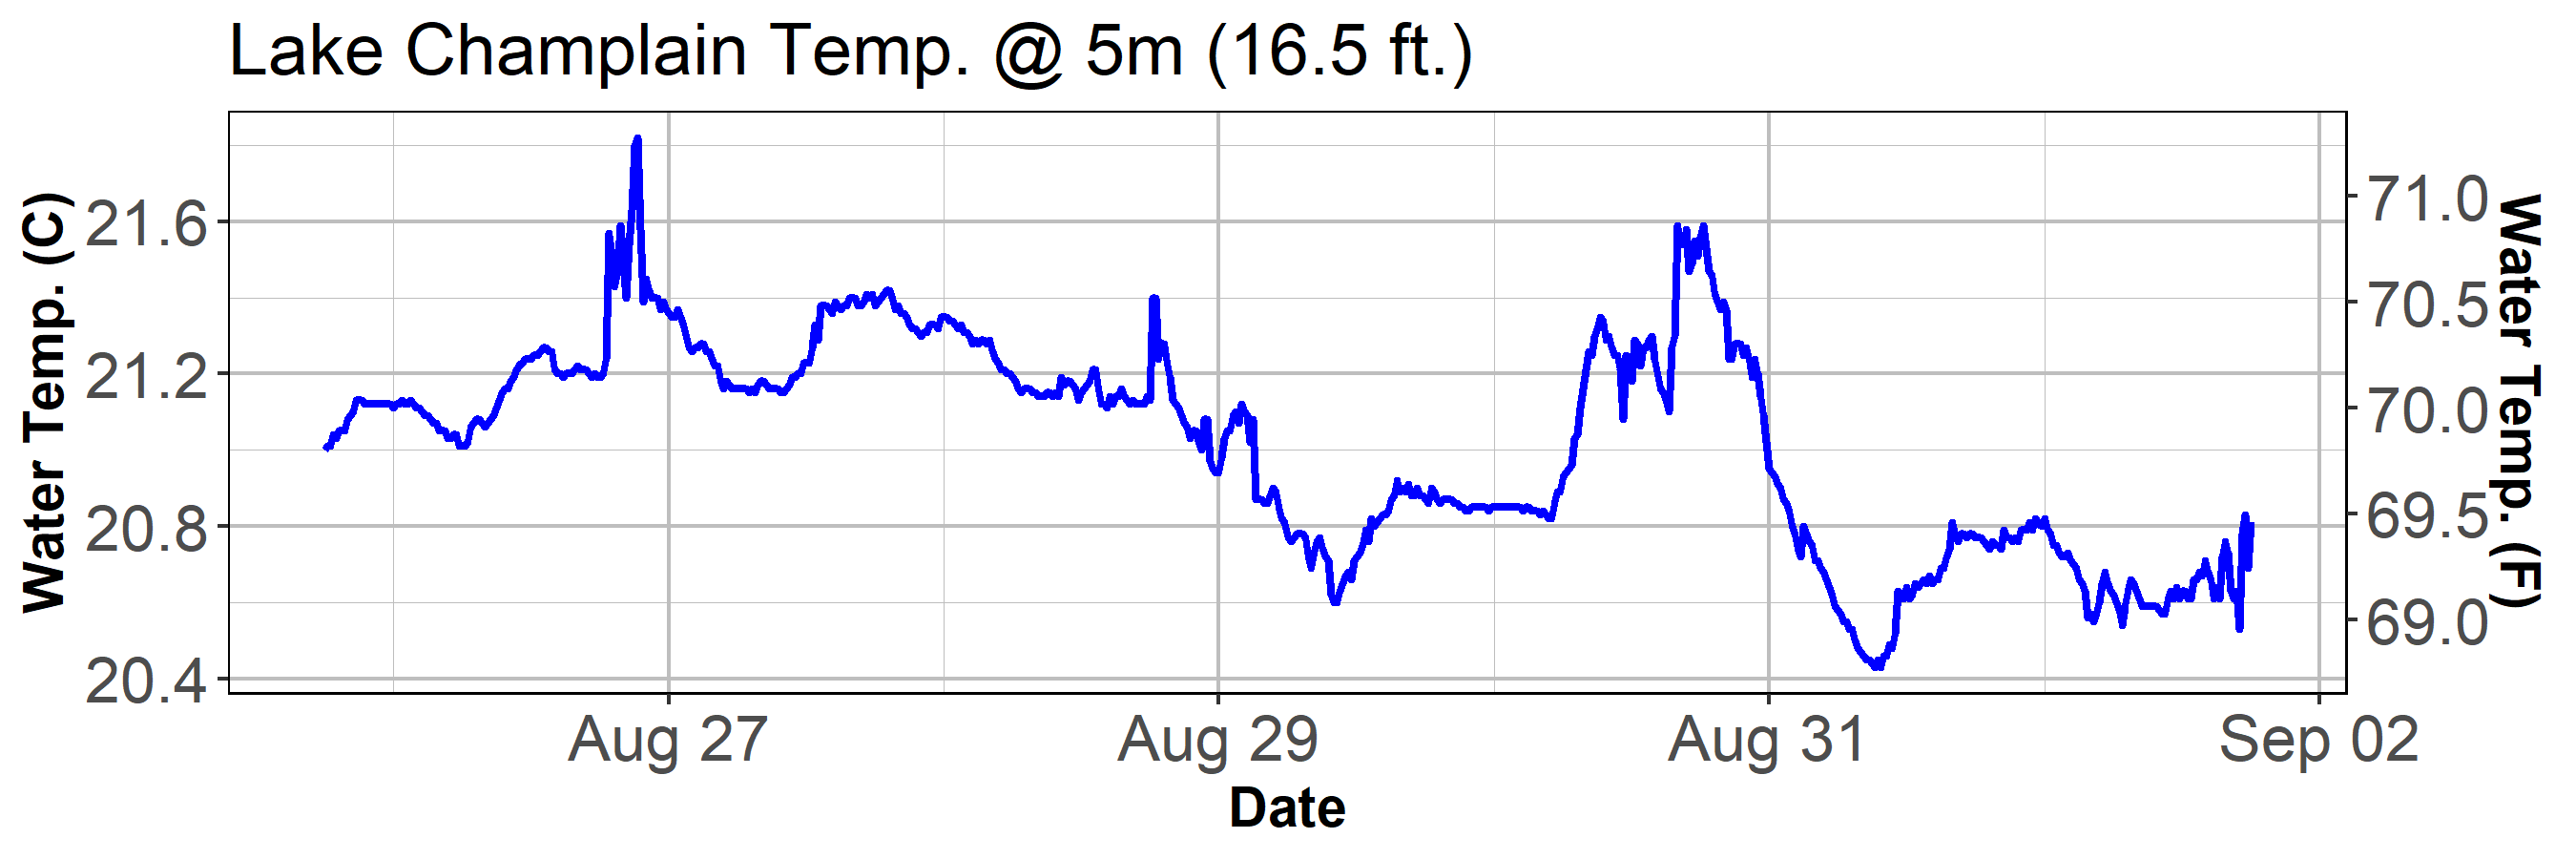 Lake Champlain Temp. @ 5m (16.5 ft.)
Water Temp. (C)
21.6
21.2
20.8
20.4
71.0
70.5
70.0
69.5
69.0
Water Temp. (F)
Aug 27 Aug 29 Aug 31 Sep 02
Date